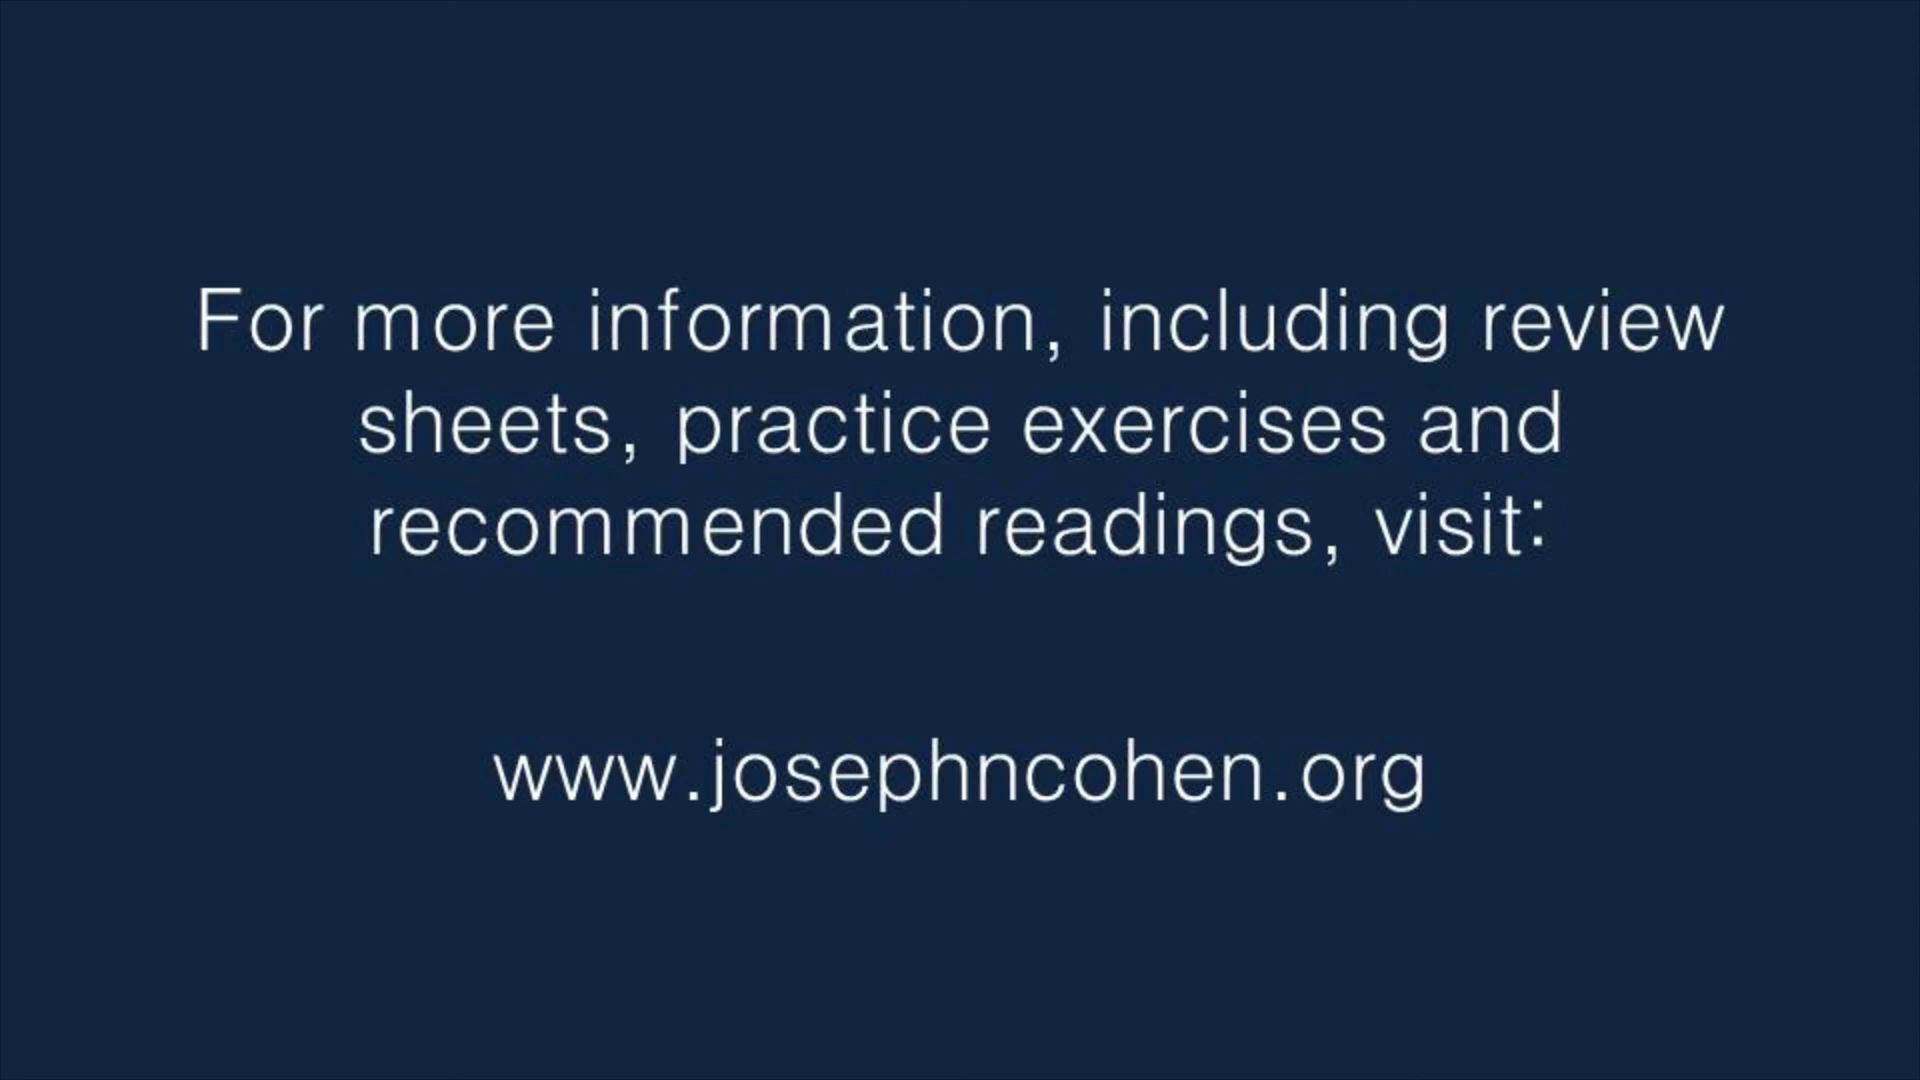 For more information, including review
sheets, practice exercises and
recommended readings, visit:
www.josephncohen.org